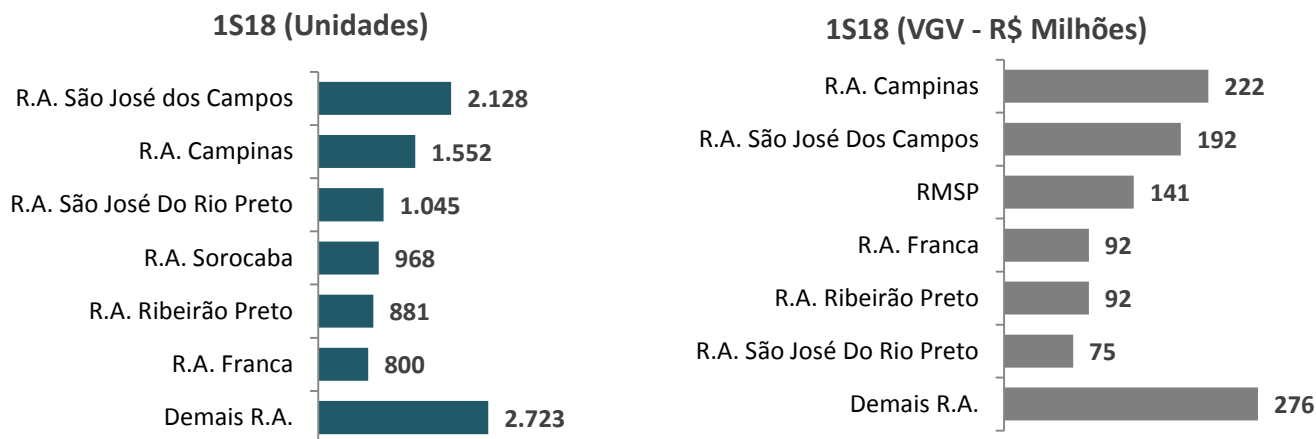 1S18 (Unidades)
R.A. São José dos Campos 2.128
R.A. Campinas 1.552
R.A. São José Do Rio Preto 1.045
R.A. Sorocaba 968
R.A. Ribeirão Preto 881
R.A. Franca 800
Demais R.A. 2.723
1S18 (VGV - R$ Milhões)
R.A. Campinas 222
R.A. São José Dos Campos 192
RMSP 141
R.A. Franca 92
R.A. Ribeirão Preto 92
R.A. São José Do Rio Preto 75
Demais R.A. 276